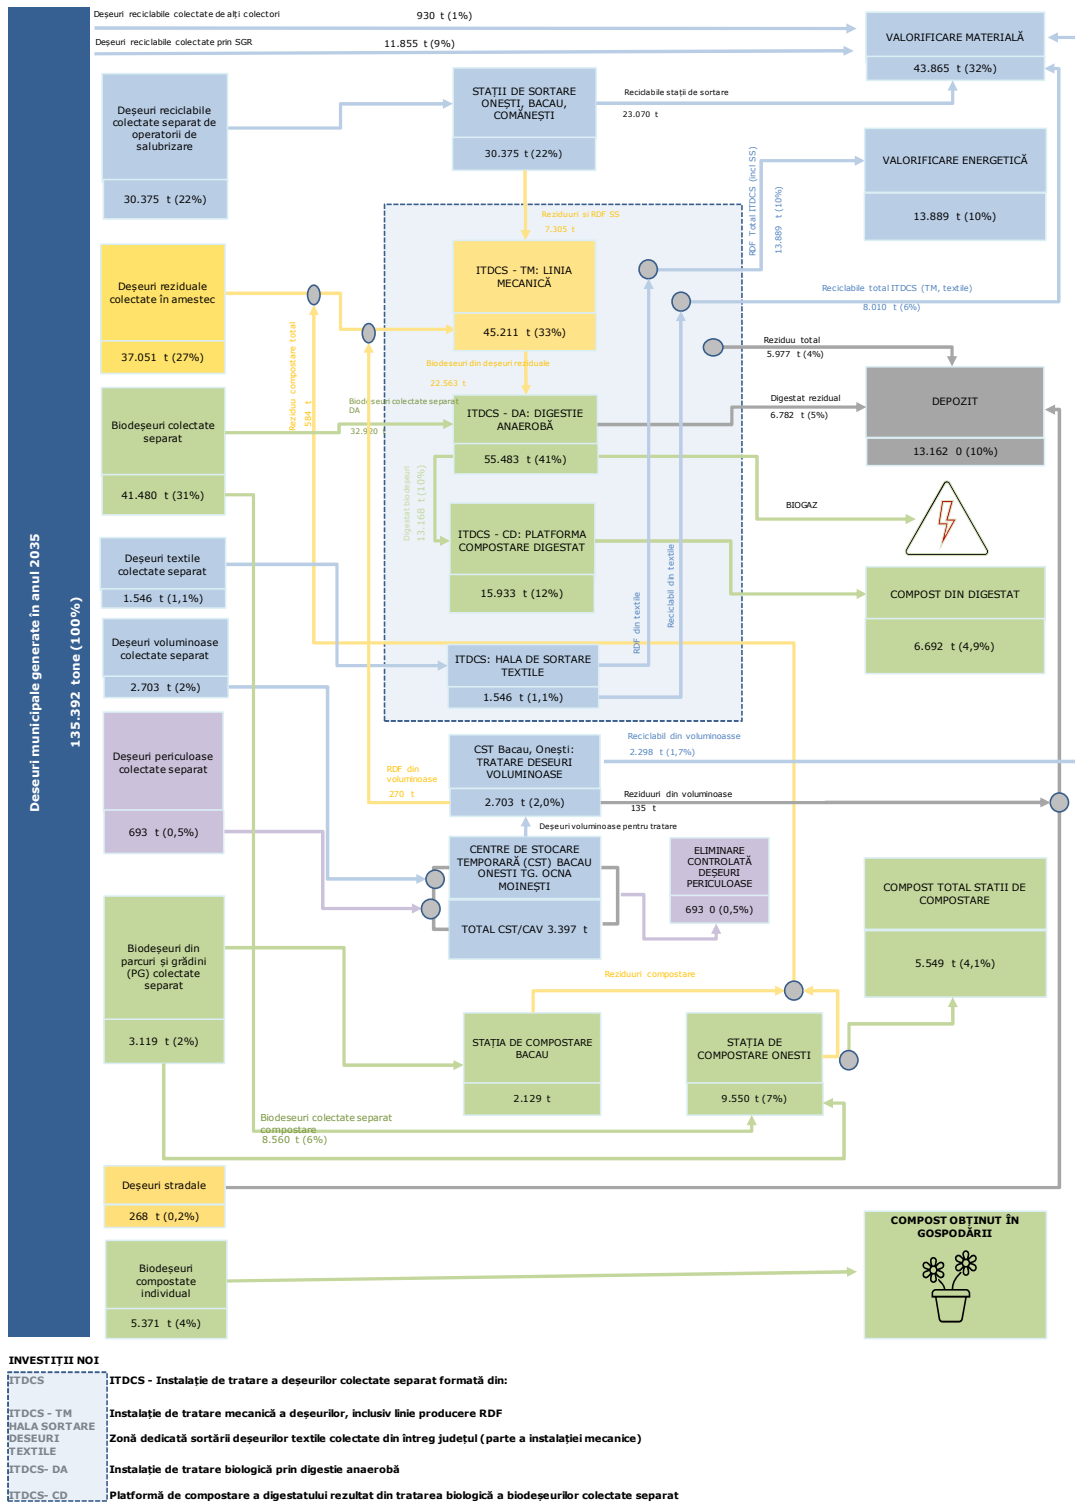 Deseuri municipale generate în anul 2035
135.392 tone (100%)
Deșeuri reciclabile colectate de alți colectori
930 t (1%)
Deșeuri reciclabile colectate prin SGR
11.855 t (9%)
VALORIFICARE MATERIALĂ
43.865 t (32%)
Deșeuri reciclabile
colectate separat de
operatorii de
salubrizare
30.375 t (22%)
STAȚII DE SORTARE
ONEȘTI, BACAU,
COMĂNEȘTI
30.375 t (22%)
Reciclabile stații de sortare
23.070 t
VALORIFICARE ENERGETICĂ
13.889 t (10%)
RDF Total ITDCS (incl SS)
13.889 t (10%)
Reziduuri si RDF SS
7.305 t
Deșeuri reziduale
colectate în amestec
37.051 t (27%)
ITDCS - TM: LINIA
MECANICĂ
45.211 t (33%)
Reciclabile total ITDCS (TM, textile)
8.010 t (6%)
Reziduu total
5.977 t (4%)
Reziduu compostare total
584 t
Biodeseuri din deșeuri reziduale
22.563 t
Biodeseuri colectate separat
DA
32.920 t
Biodeșeuri colectate
separat
41.480 t (31%)
ITDCS - DA: DIGESTIE
ANAEROBĂ
55.483 t (41%)
Digestat rezidual
6.782 t (5%)
DEPOZIT
13.162 0 (10%)
Digestat biodeșeuri
13.168 t (10%)
BIOGAZ
ITDCS - CD: PLATFORMA
COMPOSTARE DIGESTAT
15.933 t (12%)
Deșeuri textile
colectate separat
1.546 t (1,1%)
RDF din textile
Reciclabil din textile
COMPOST DIN DIGESTAT
6.692 t (4,9%)
Deșeuri voluminoase
colectate separat
2.703 t (2%)
ITDCS: HALA DE SORTARE
TEXTILE
1.546 t (1,1%)
Deșeuri periculoase
colectate separat
693 t (0,5%)
RDF din
voluminoase
270 t
CST Bacau, Onești:
TRATARE DESEURI
VOLUMINOASE
2.703 t (2,0%)
Reciclabil din voluminoasse
2.298 t (1,7%)
Reziduuri din voluminoase
135 t
Deșeuri voluminoase pentru tratare
CENTRE DE STOCARE
TEMPORARĂ (CST) BACAU
ONESTI TG. OCNA
MOINEȘTI
TOTAL CST/CAV 3.397 t
ELIMINARE
CONTROLATĂ
DEȘEURI
PERICULOASE
693 0 (0,5%)
COMPOST TOTAL STATII DE
COMPOSTARE
5.549 t (4,1%)
Biodeșeuri din
parcuri și grădini
(PG) colectate
separat
3.119 t (2%)
Reziduuri compostare
STAȚIA DE COMPOSTARE
BACAU
2.129 t
STAȚIA DE
COMPOSTARE ONESTI
9.550 t (7%)
Biodeseuri colectate separat
compostare
8.560 t (6%)
Deșeuri stradale
268 t (0,2%)
Biodeșeuri
compostate
individual
5.371 t (4%)
COMPOST OBȚINUT ÎN
GOSPODĂRII
INVESTIȚII NOI
ITDCS
ITDCS - Instalație de tratare a deșeurilor colectate separat formată din:
ITDCS - TM
Instalație de tratare mecanică a deșeurilor, inclusiv linie producere RDF
HALA SORTARE
DESEURI
TEXTILE
Zonă dedicată sortării deșeurilor textile colectate din întreg județul (parte a instalației mecanice)
ITDCS- DA
Instalație de tratare biologică prin digestie anaerobă
ITDCS- CD
Platformă de compostare a digestatului rezultat din tratarea biologică a biodeșeurilor colectate separat